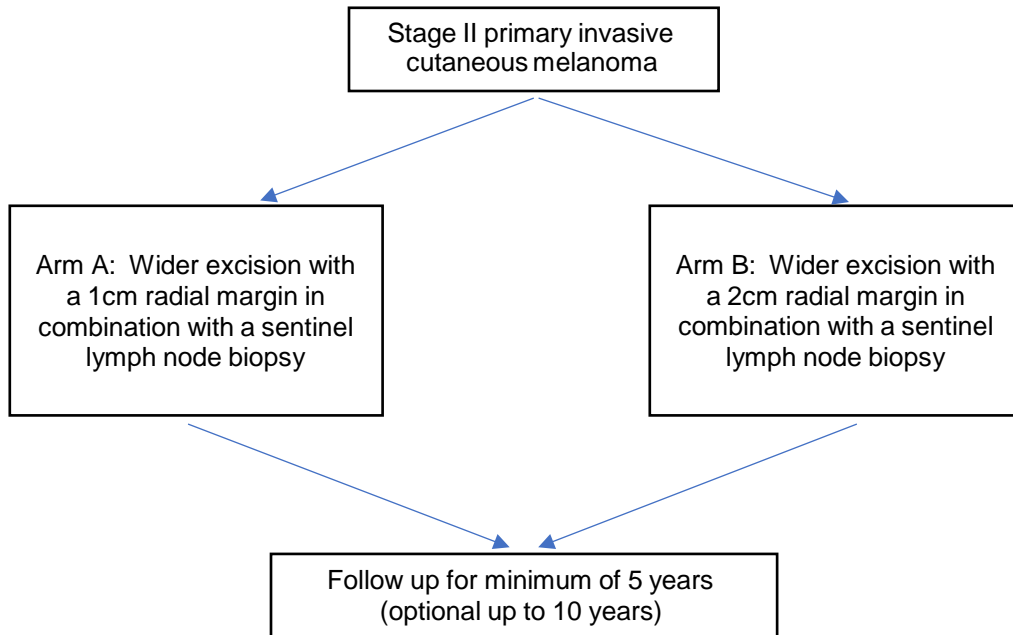 Stage II primary invasive
cutaneous melanoma
Arm A: Wider excision with
a 1cm radial margin in
combination with a sentinel
lymph node biopsy
Arm B: Wider excision with
a 2cm radial margin in
combination with a sentinel
lymph node biopsy
Follow up for minimum of 5 years
(optional up to 10 years)